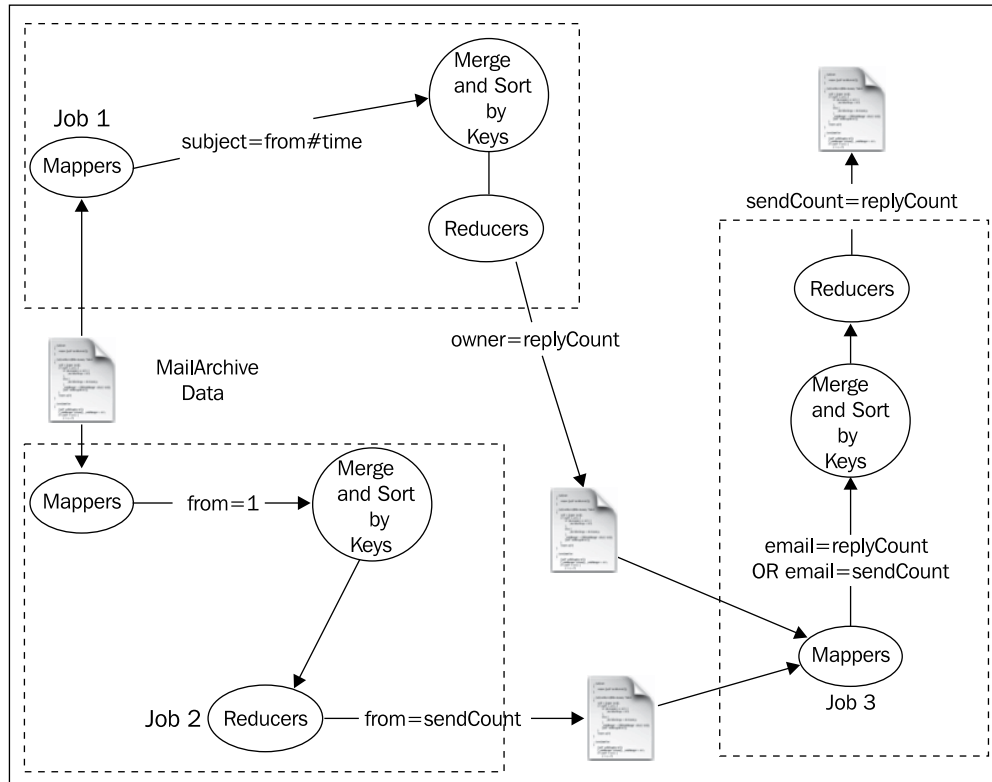 Job 1
Mappers
subject=from#time
Merge
and Sort
by
Keys
Reducers
owner=replyCount
MailArchive
Data
Mappers
from=1
Merge
and Sort
by
Keys
Job 2
Reducers
from=sendCount
sendCount=replyCount
Reducers
Merge
and Sort
by
Keys
email=replyCount
OR email=sendCount
Mappers
Job 3